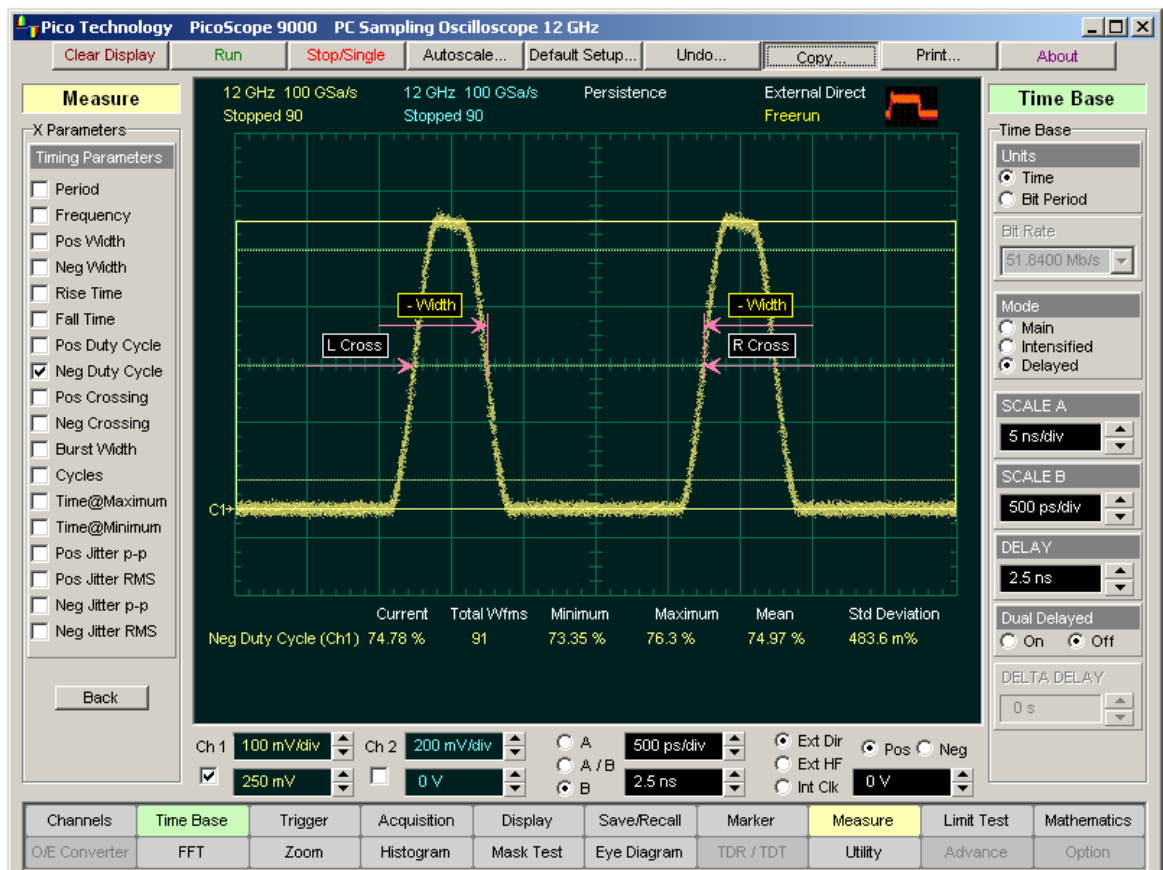 Pico Technology PicoScope 9000 PC Sampling Oscilloscope 12 GHz
Clear Display Run Stop/Single Autoscale... Default Setup... Undo... Copy... Print... About
Measure
X Parameters
Timing Parameters
Period
Frequency
Pos Width
Neg Width
Rise Time
Fall Time
Pos Duty Cycle
Neg Duty Cycle
Pos Crossing
Neg Crossing
Burst Width
Cycles
Time@Maximum
Time@Minimum
Pos Jitter p-p
Pos Jitter RMS
Neg Jitter p-p
Neg Jitter RMS
Back
12 GHz 100 GSa/s 12 GHz 100 GSa/s Persistence External Direct
Stopped 90 Stopped 90 Freerun
- Width - Width
L Cross R Cross
C1
Current Total Wfms Minimum Maximum Mean Std Deviation
Neg Duty Cycle (Ch1) 74.78 % 91 73.35 % 76.3 % 74.97 % 483.6 m%
Time Base
Time Base
Units
Time
Bit Period
Bit Rate
51.8400 Mb/s
Mode
Main
Intensified
Delayed
SCALE A
5 ns/div
SCALE B
500 ps/div
DELAY
2.5 ns
Dual Delayed
On Off
DELTA DELAY
0 s
Ch 1 100 mV/div Ch 2 200 mV/div A 500 ps/div Ext Dir Pos Neg
A / B Ext HF
250 mV 0 V B 2.5 ns Int Clk 0 V
Channels Time Base Trigger Acquisition Display Save/Recall Marker Measure Limit Test Mathematics
O/E Converter FFT Zoom Histogram Mask Test Eye Diagram TDR / TDT Utility Advance Option